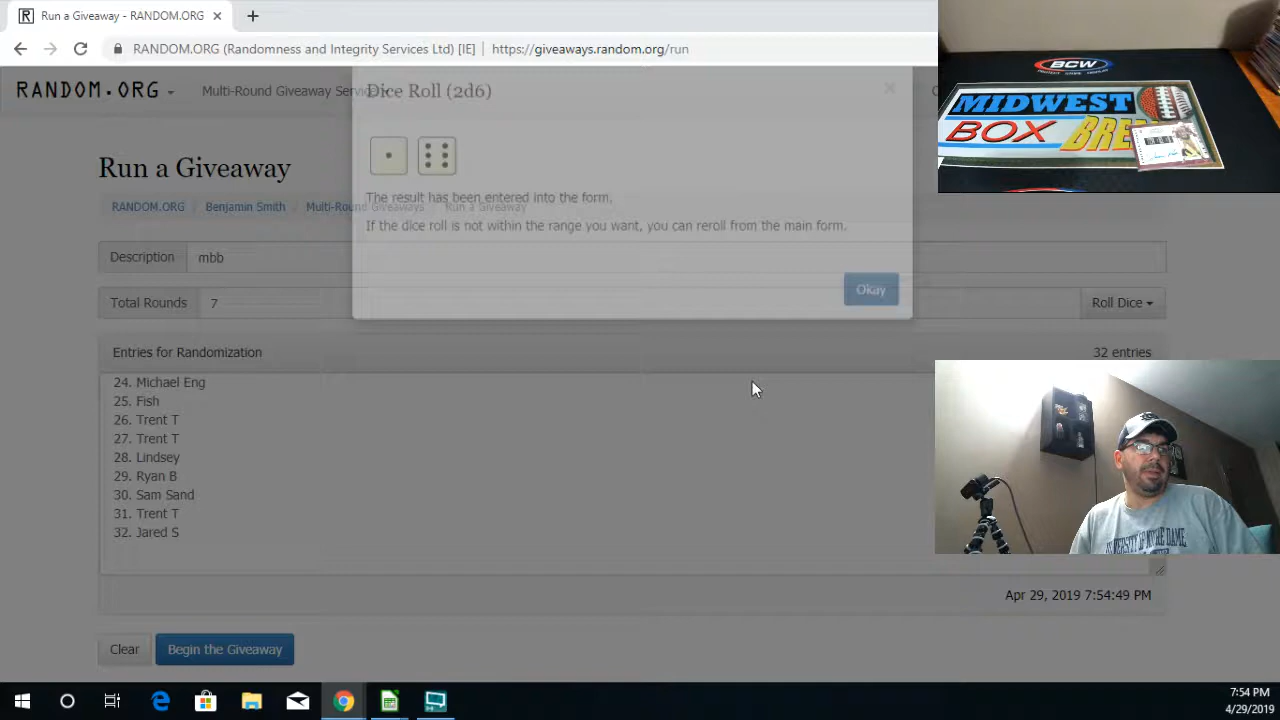 Run a Giveaway - RANDOM.ORG
RANDOM.ORG (Randomness and Integrity Services Ltd) [IE] | https://giveaways.random.org/run
RANDOM.ORG
Multi-Round Giveaway
Dice Roll (2d6)
Run a Giveaway
The result has been entered into the form.
RANDOM.ORG
Benjamin Smith
Multi-Round Giveaways
Run a Giveaway
If the dice roll is not within the range you want, you can reroll from the main form.
Description
mbb
Okay
Total Rounds
7
Roll Dice
Entries for Randomization
32 entries
24. Michael Eng
25. Fish
26. Trent T
27. Trent T
28. Lindsey
29. Ryan B
30. Sam Sand
31. Trent T
32. Jared S
Apr 29, 2019 7:54:49 PM
Clear
Begin the Giveaway
7:54 PM
4/29/2019
BCW
MIDWEST
BOX BRE